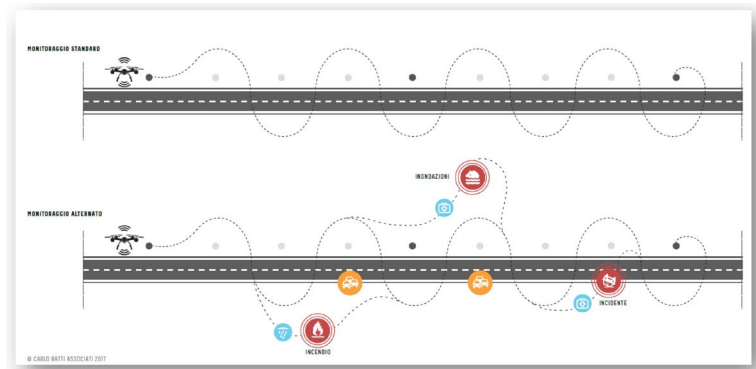 MONITORAGGIO STANDARD
INONDAZIONI
MONITORAGGIO ALTERNATO
INCIDENTE
INCENDIO
© CARLO RATTI ASSOCIATI 2017